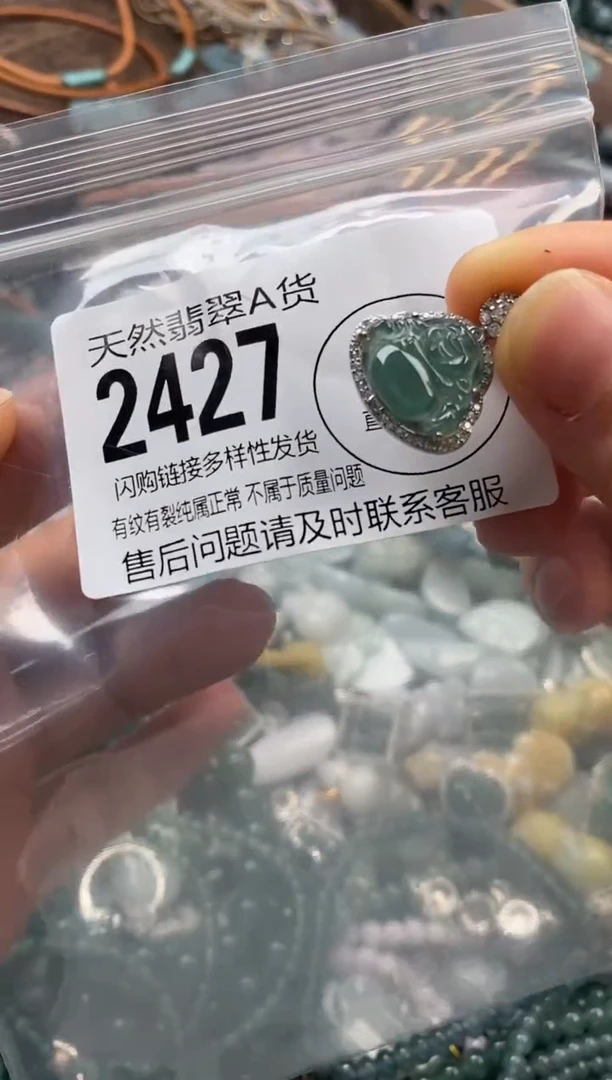 天然翡翠A货
2427
闪购链接多样性发货
有纹有裂纯属正常 不属于质量问题
售后问题请及时联系客服